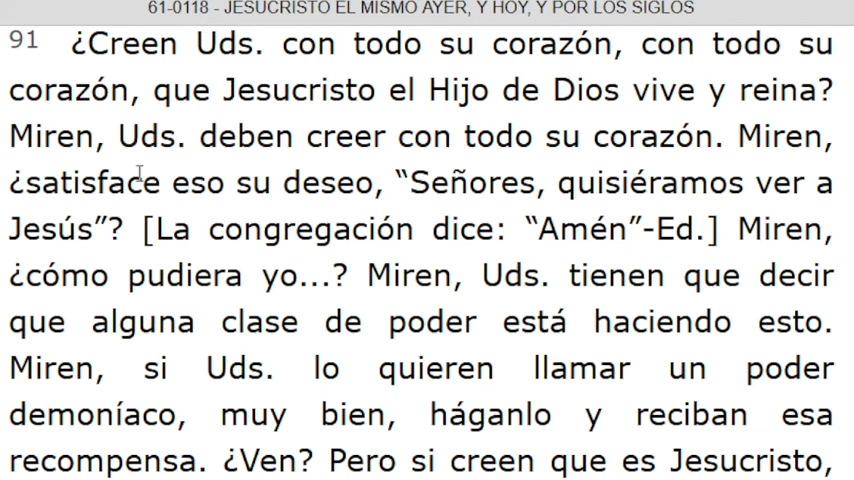 61-0118 - JESUCRISTO EL MISMO AYER, Y HOY, Y POR LOS SIGLOS
91 ¿Creen Uds. con todo su corazón, con todo su
corazón, que Jesucristo el Hijo de Dios vive y reina?
Miren, Uds. deben creer con todo su corazón. Miren,
¿satisface eso su deseo, “Señores, quisiéramos ver a
Jesús”? [La congregación dice: “Amén”-Ed.] Miren,
¿cómo pudiera yo...? Miren, Uds. tienen que decir
que alguna clase de poder está haciendo esto.
Miren, si Uds. lo quieren llamar un poder
demoníaco, muy bien, háganlo y reciban esa
recompensa. ¿Ven? Pero si creen que es Jesucristo,